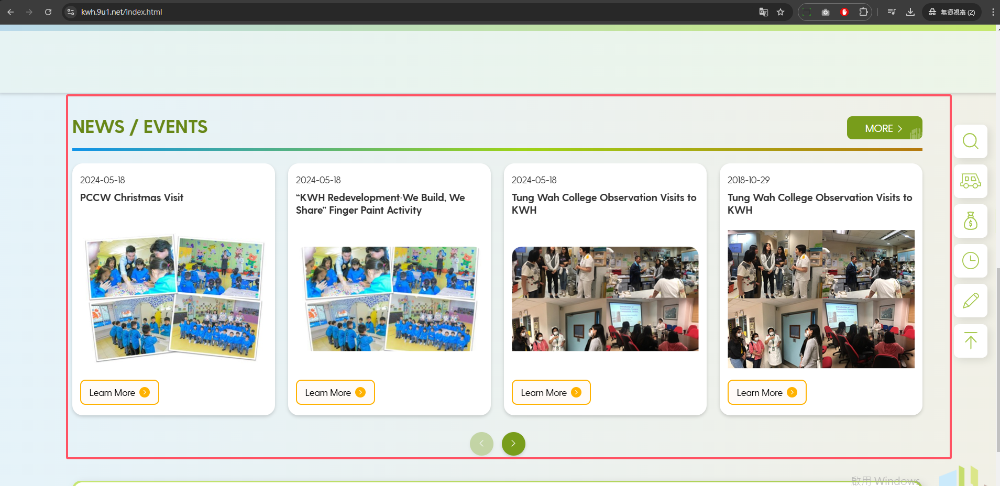 kwh.9u1.net/index.html
無痕視窗 (2)
NEWS / EVENTS
MORE
2024-05-18
PCCW Christmas Visit
Learn More
2024-05-18
“KWH Redevelopment·We Build, We
Share” Finger Paint Activity
Learn More
2024-05-18
Tung Wah College Observation Visits to
KWH
Learn More
2018-10-29
Tung Wah College Observation Visits to
KWH
Learn More
啟用 Windows